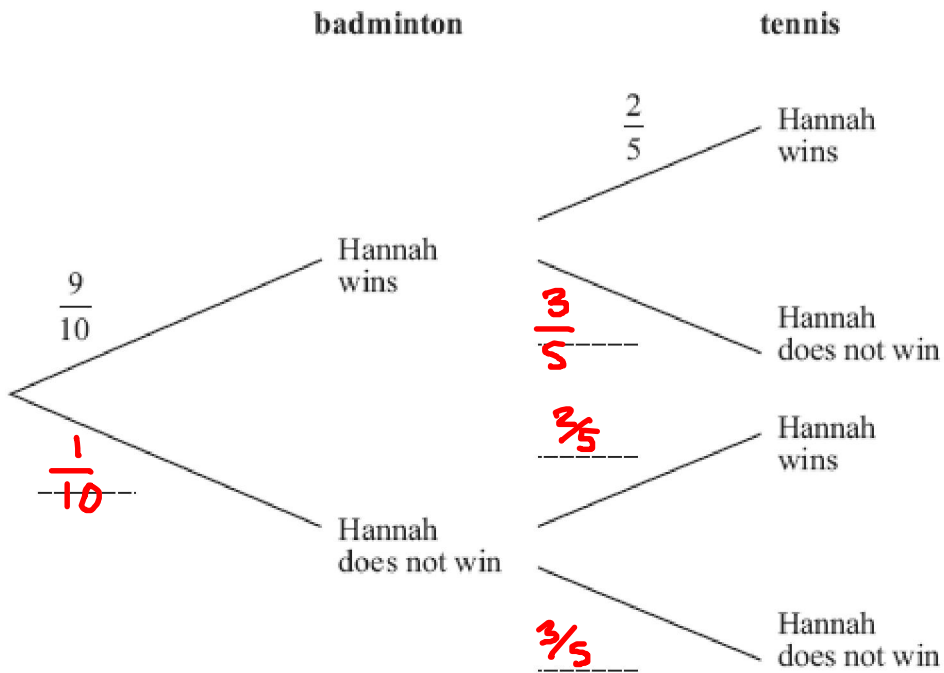 badminton tennis
2
5
Hannah
wins
9
10
Hannah
wins
3
5
Hannah
does not win
1
10
2/5
Hannah
wins
Hannah
does not win
3/5
Hannah
does not win